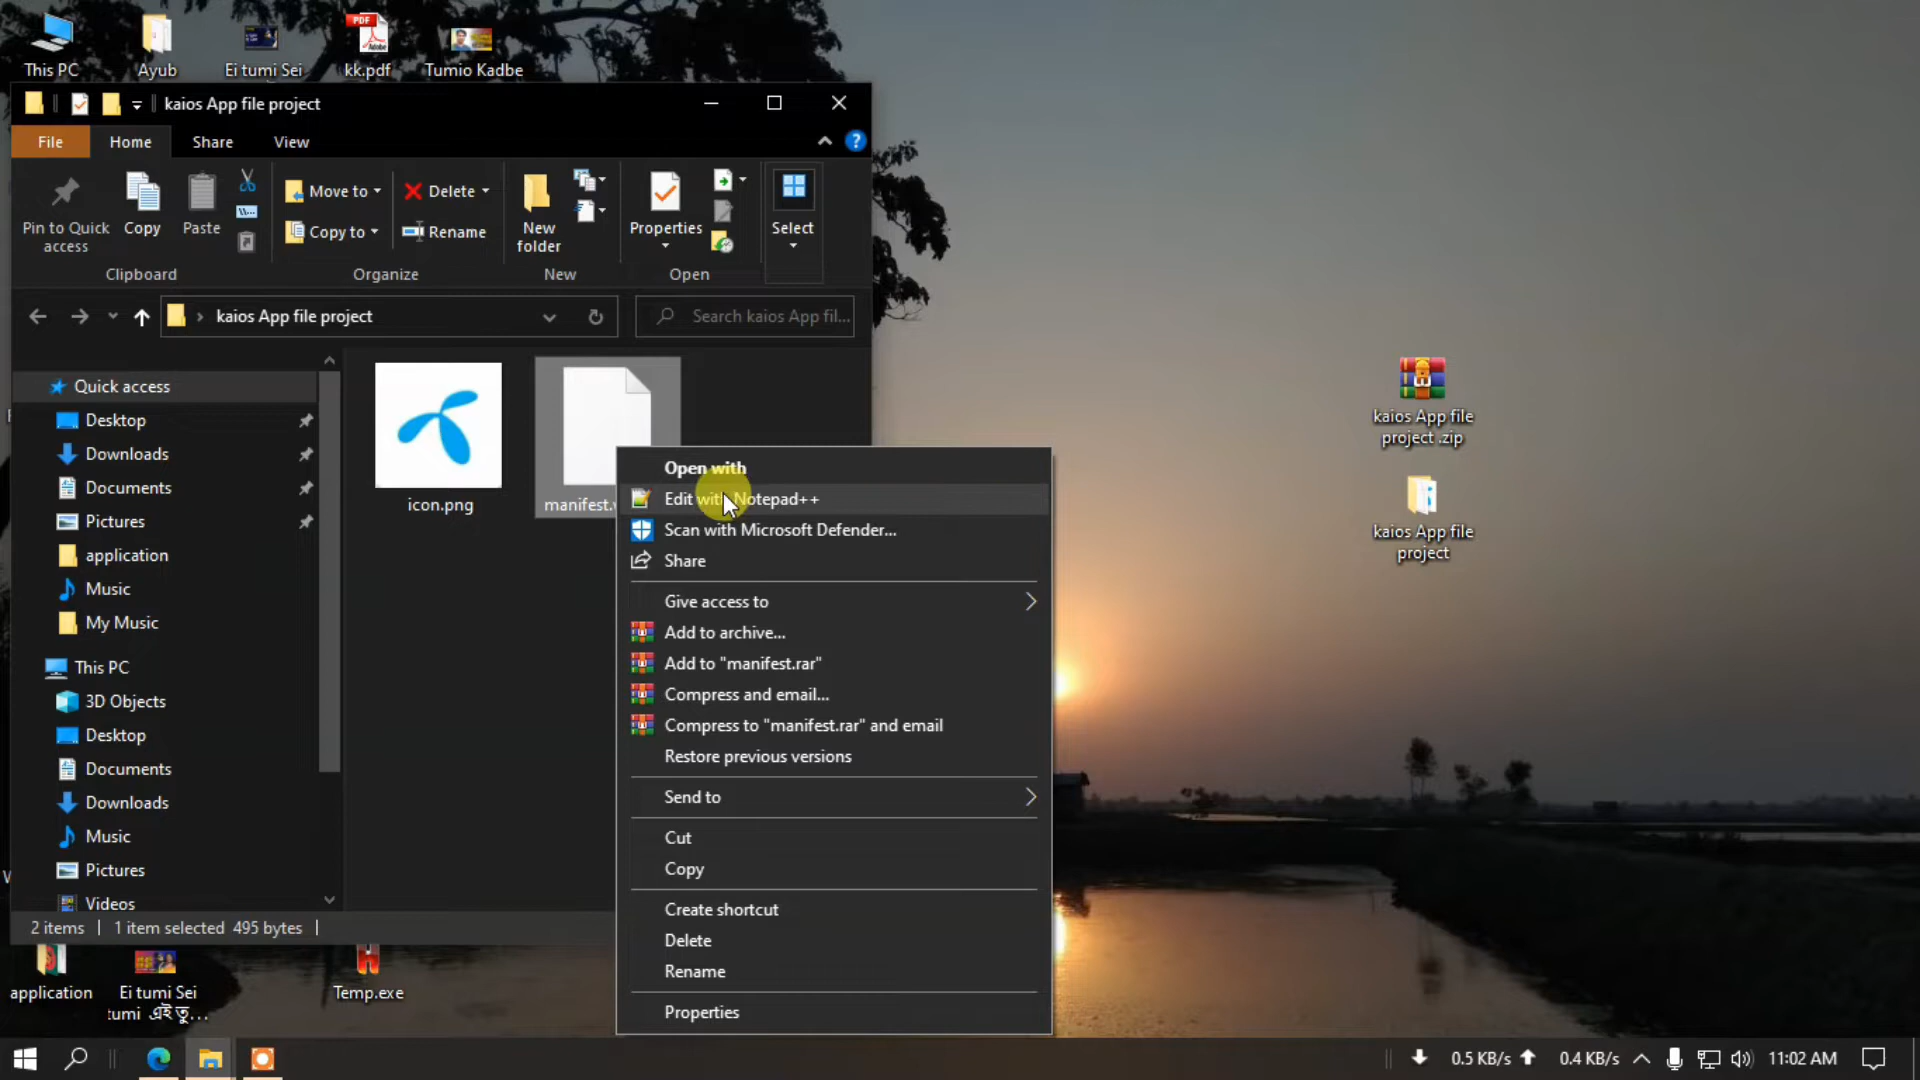 This PC
Ayub
Ei tumi Sei
PDF
Adobe
kk.pdf
Tumio Kadbe
kaios App file project
File
Home
Share
View
Pin to Quick
access
Copy
Paste
Clipboard
Move to
Copy to
Delete
Rename
Organize
New
folder
New
Properties
Open
Select
kaios App file project
Search kaios App fil...
Quick access
Desktop
Downloads
Documents
Pictures
application
Music
My Music
This PC
3D Objects
Desktop
Documents
Downloads
Music
Pictures
Videos
icon.png
manifest.
Open with
Edit with Notepad++
Scan with Microsoft Defender...
Share
Give access to
Add to archive...
Add to "manifest.rar"
Compress and email...
Compress to "manifest.rar" and email
Restore previous versions
Send to
Cut
Copy
Create shortcut
Delete
Rename
Properties
2 items
1 item selected 495 bytes
kaios App file
project .zip
kaios App file
project
application
Ei tumi Sei
tumi এই তু...
Temp.exe
0.5 KB/s
0.4 KB/s
11:02 AM